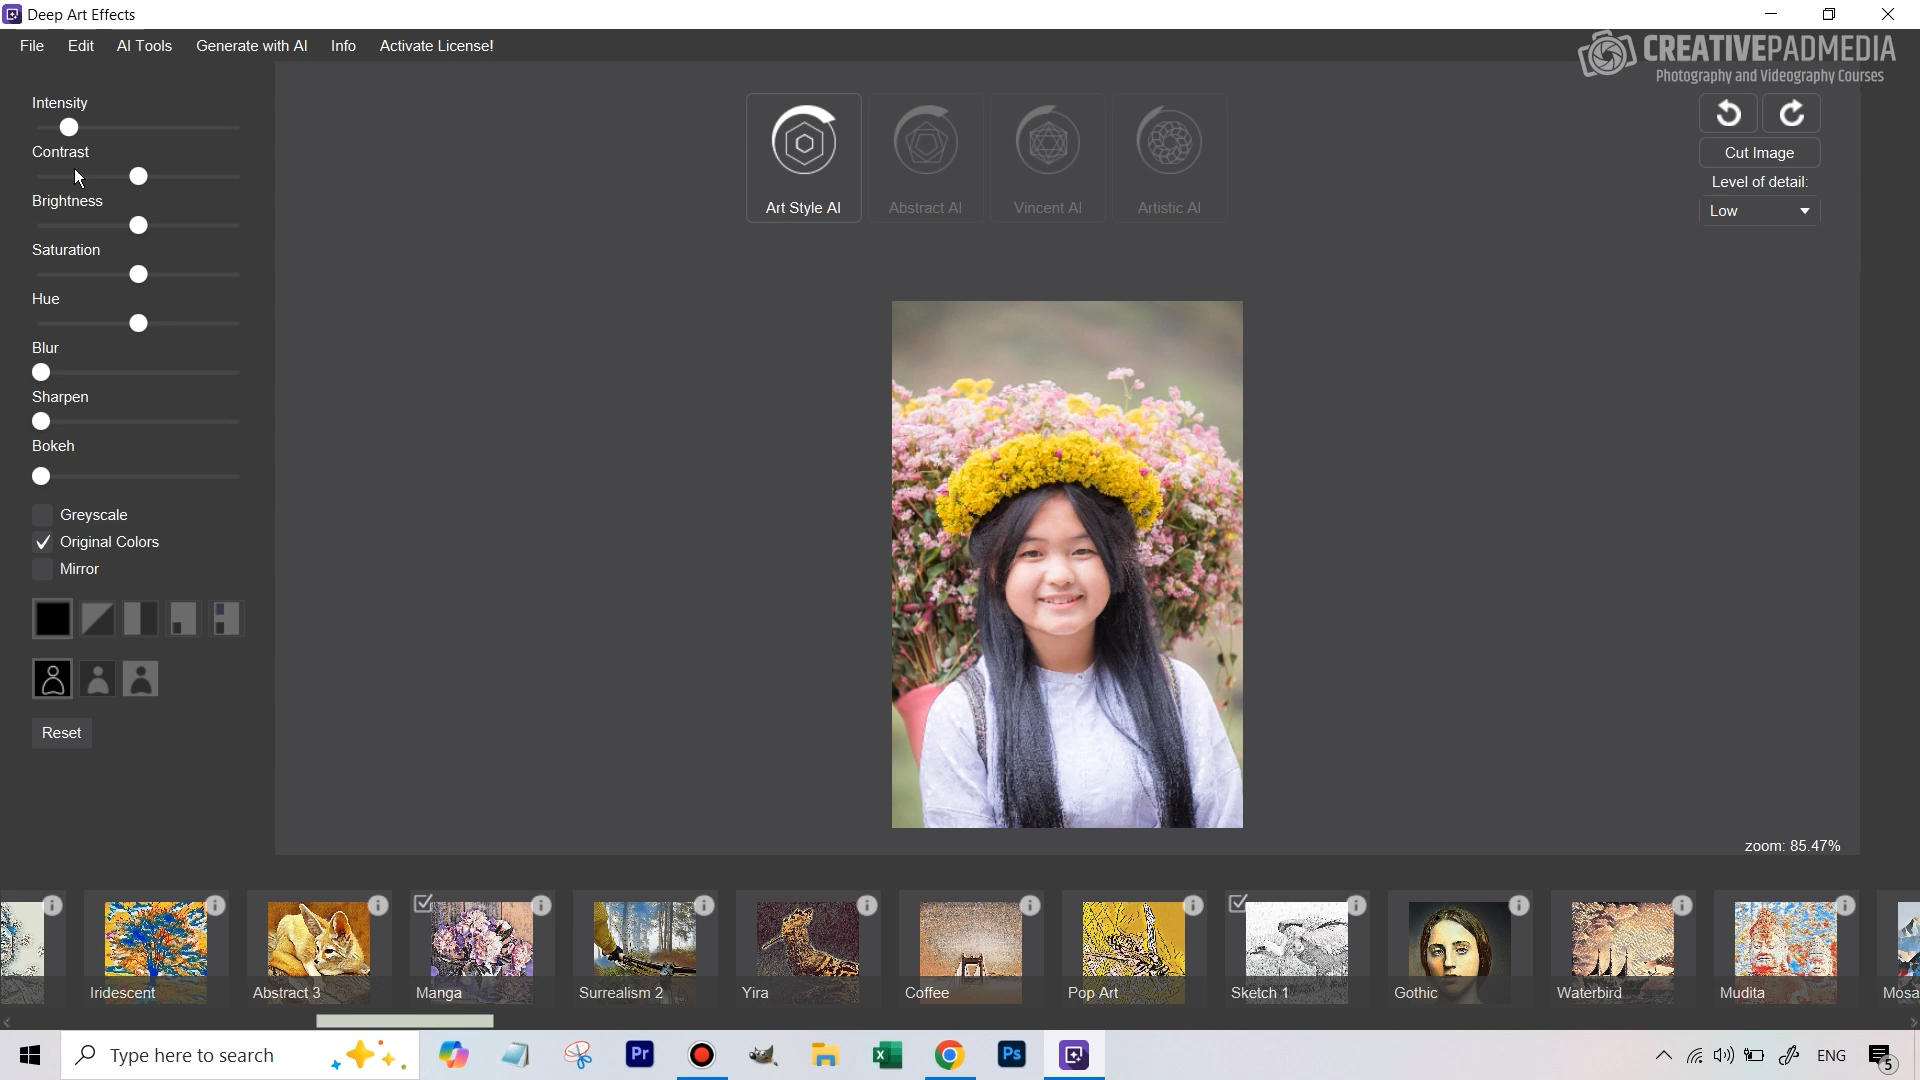 Deep Art Effects
File Edit AI Tools Generate with AI Info Activate License!
CREATIVEPADMEDIA
Photography and Videography Courses
Intensity
Contrast
Brightness
Saturation
Hue
Blur
Sharpen
Bokeh
Greyscale
Original Colors
Mirror
Reset
Art Style AI
Abstract AI
Vincent AI
Artistic AI
Cut Image
Level of detail:
Low
zoom: 85.47%
Iridescent
Abstract 3
Manga
Surrealism 2
Yira
Coffee
Pop Art
Sketch 1
Gothic
Waterbird
Mudita
Mosa
Type here to search
Pr
Ps
ENG
5